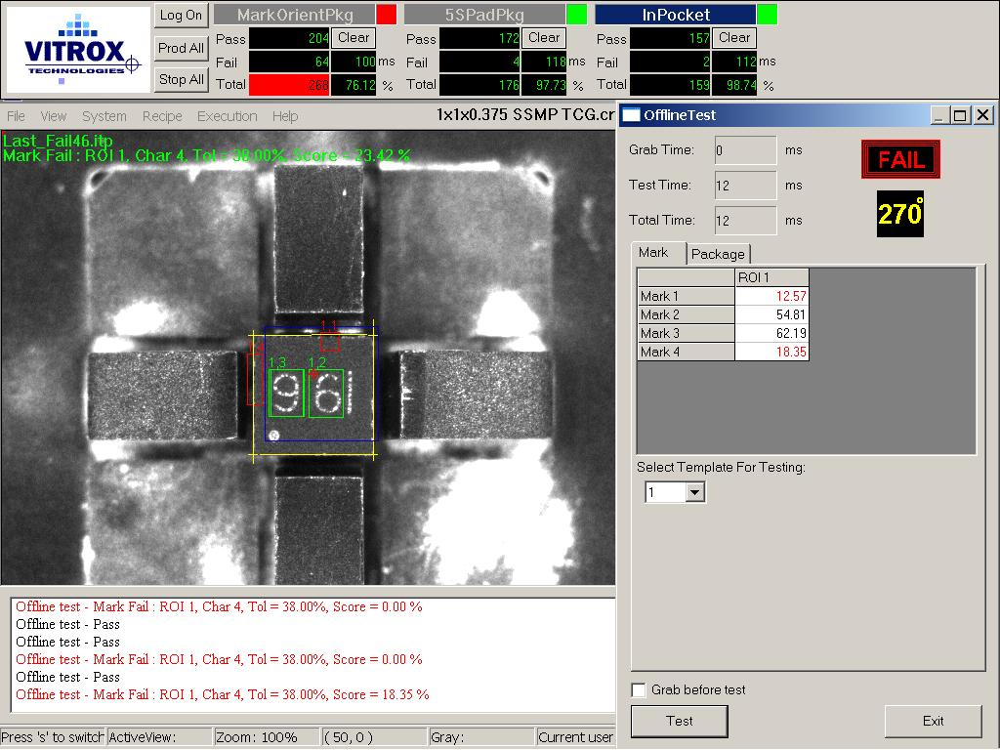 VITROX
TECHNOLOGIES
Log On
Prod All
Stop All
MarkOrientPkg
Pass 204 Clear
Fail 64 100 ms
Total 268 76.12 %
5SPadPkg
Pass 172 Clear
Fail 4 118 ms
Total 176 97.73 %
InPocket
Pass 157 Clear
Fail 2 112 ms
Total 159 98.74 %
File View System Recipe Execution Help 1x1x0.375 SSMP TCG.cr
Last_Fail46.itp
Mark Fail : ROI 1, Char 4, Tol = 38.00%, Score = 23.42 %
1,1
1,3 1,2
96
OfflineTest
Grab Time: 0 ms
Test Time: 12 ms
Total Time: 12 ms
FAIL
270°
Mark Package
ROI 1
Mark 1 12.57
Mark 2 54.81
Mark 3 62.19
Mark 4 18.35
Select Template For Testing:
1
Grab before test
Test Exit
Offline test - Mark Fail : ROI 1, Char 4, Tol = 38.00%, Score = 0.00 %
Offline test - Pass
Offline test - Pass
Offline test - Mark Fail : ROI 1, Char 4, Tol = 38.00%, Score = 0.00 %
Offline test - Pass
Offline test - Mark Fail : ROI 1, Char 4, Tol = 38.00%, Score = 18.35 %
Press 's' to switch ActiveView: Zoom: 100% ( 50, 0 ) Gray: Current user